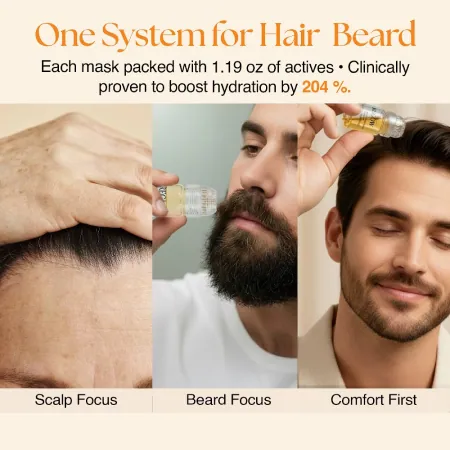 One System for Hair Beard
Each mask packed with 1.19 oz of actives • Clinically
proven to boost hydration by 204 %.
Scalp Focus
Beard Focus
Comfort First